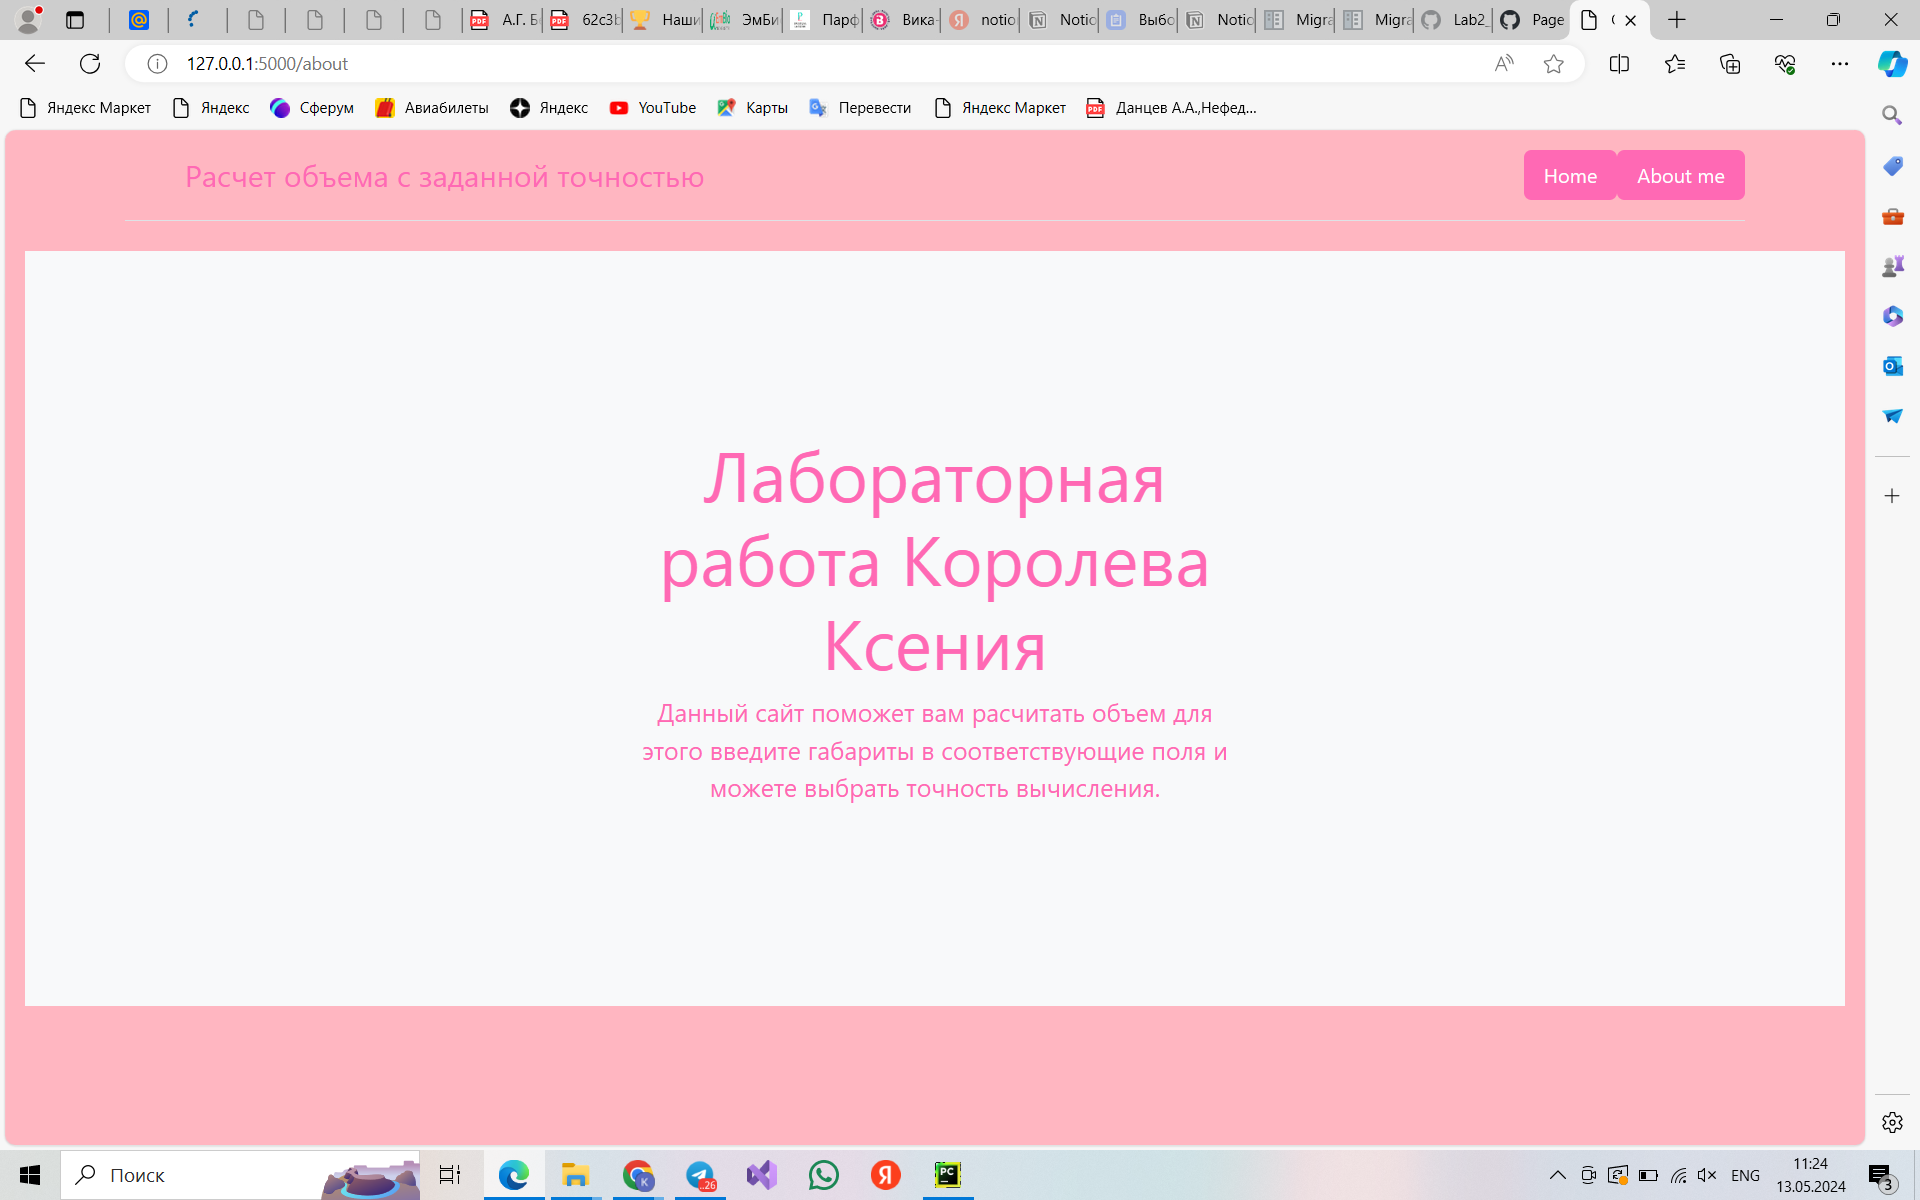 А.Г. Б
62c3b
Наши
ЭмБи
Парф
Вика-
notio
Notio
Выбо
Notio
Migra
Migra
Lab2_
Page
127.0.0.1:5000/about
Яндекс Маркет
Яндекс
Сферум
Авиабилеты
Яндекс
YouTube
Карты
Перевести
Яндекс Маркет
Данцев А.А.,Нефед...
Расчет объема с заданной точностью
Home
About me
Лабораторная
работа Королева
Ксения
Данный сайт поможет вам расчитать объем для
этого введите габариты в соответствующие поля и
можете выбрать точность вычисления.
Поиск
ENG
11:24
13.05.2024
3